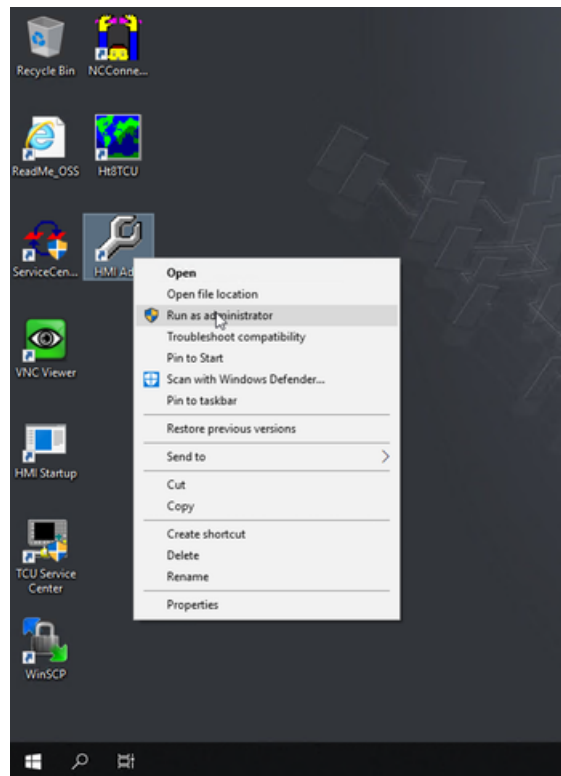 Recycle Bin
NCConne...
ReadMe_OSS
Ht8TCU
ServiceCen...
HMI Ad
VNC Viewer
HMI Startup
TCU Service
Center
WinSCP
Open
Open file location
Run as administrator
Troubleshoot compatibility
Pin to Start
Scan with Windows Defender...
Pin to taskbar
Restore previous versions
Send to
Cut
Copy
Create shortcut
Delete
Rename
Properties